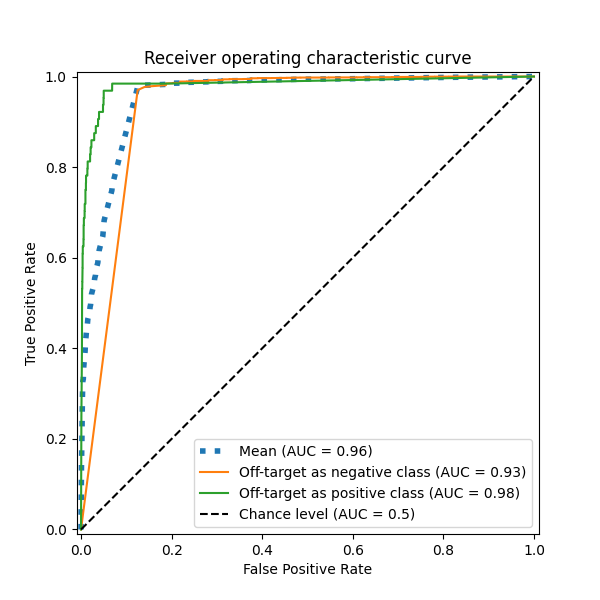 Receiver operating characteristic curve
1.0
0.8
0.6
0.4
0.2
0.0
True Positive Rate
Mean (AUC = 0.96)
Off-target as negative class (AUC = 0.93)
Off-target as positive class (AUC = 0.98)
Chance level (AUC = 0.5)
0.0 0.2 0.4 0.6 0.8 1.0
False Positive Rate